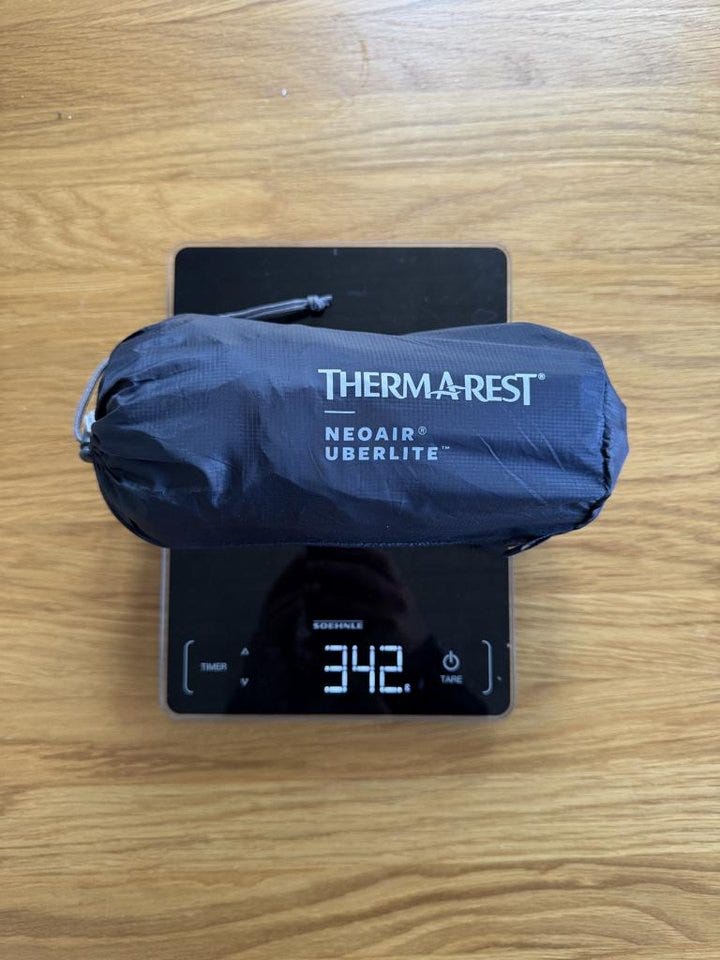 THERMAREST®
NEOAIR®
UBERLITE™
SOEHNLE
TIMER
342 g
TARE